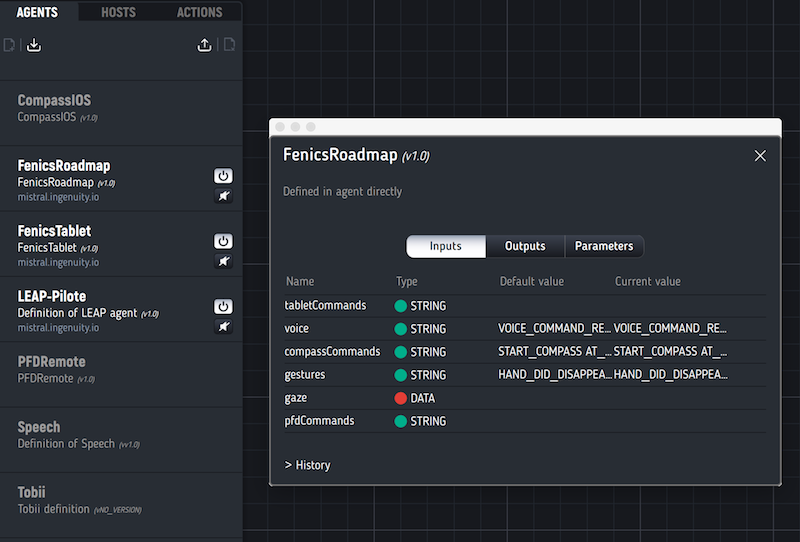 AGENTS HOSTS ACTIONS
CompassIOS
CompassIOS (v1.0)
FenicsRoadmap
FenicsRoadmap (v1.0)
mistral.ingenuity.io
FenicsTablet
FenicsTablet (v1.0)
mistral.ingenuity.io
LEAP-Pilote
Definition of LEAP agent (v1.0)
mistral.ingenuity.io
PFDRemote
PFDRemote (v1.0)
Speech
Definition of Speech (vv1.0)
Tobii
Tobii definition (vNO_VERSION)
FenicsRoadmap (v1.0)
Defined in agent directly
Inputs Outputs Parameters
Name Type Default value Current value
tabletCommands STRING
voice STRING VOICE_COMMAND_RE... VOICE_COMMAND_RE...
compassCommands STRING START_COMPASS AT_... START_COMPASS AT_...
gestures STRING HAND_DID_DISAPPEA... HAND_DID_DISAPPEA...
gaze DATA
pfdCommands STRING
> History